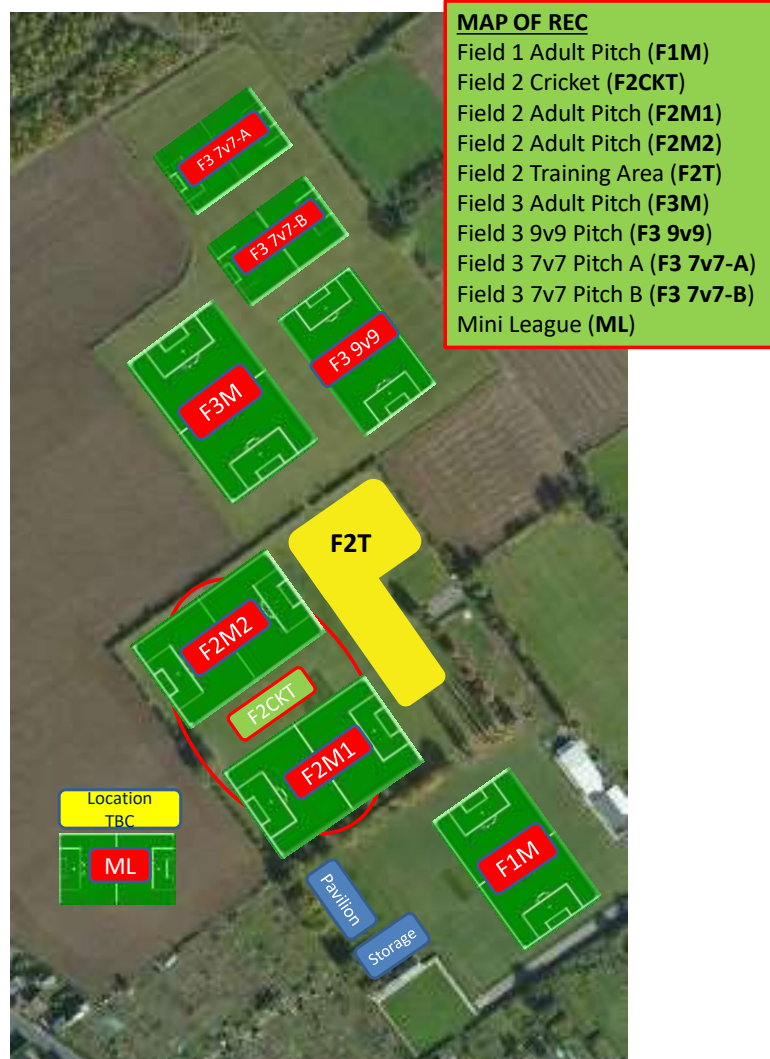 MAP OF REC
Field 1 Adult Pitch (F1M)
Field 2 Cricket (F2CKT)
Field 2 Adult Pitch (F2M1)
Field 2 Adult Pitch (F2M2)
Field 2 Training Area (F2T)
Field 3 Adult Pitch (F3M)
Field 3 9v9 Pitch (F3 9v9)
Field 3 7v7 Pitch A (F3 7v7-A)
Field 3 7v7 Pitch B (F3 7v7-B)
Mini League (ML)
F3 7v7-A
F3 7v7-B
F3 9v9
F3M
F2T
F2M2
F2CKT
F2M1
Location
TBC
ML
F1M
Pavilion
Storage